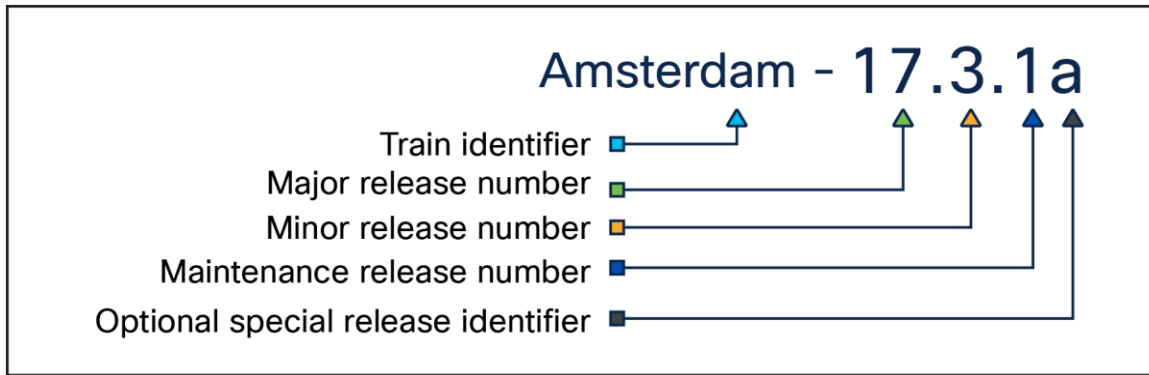 Amsterdam - 17.3.1a
Train identifier
Major release number
Minor release number
Maintenance release number
Optional special release identifier